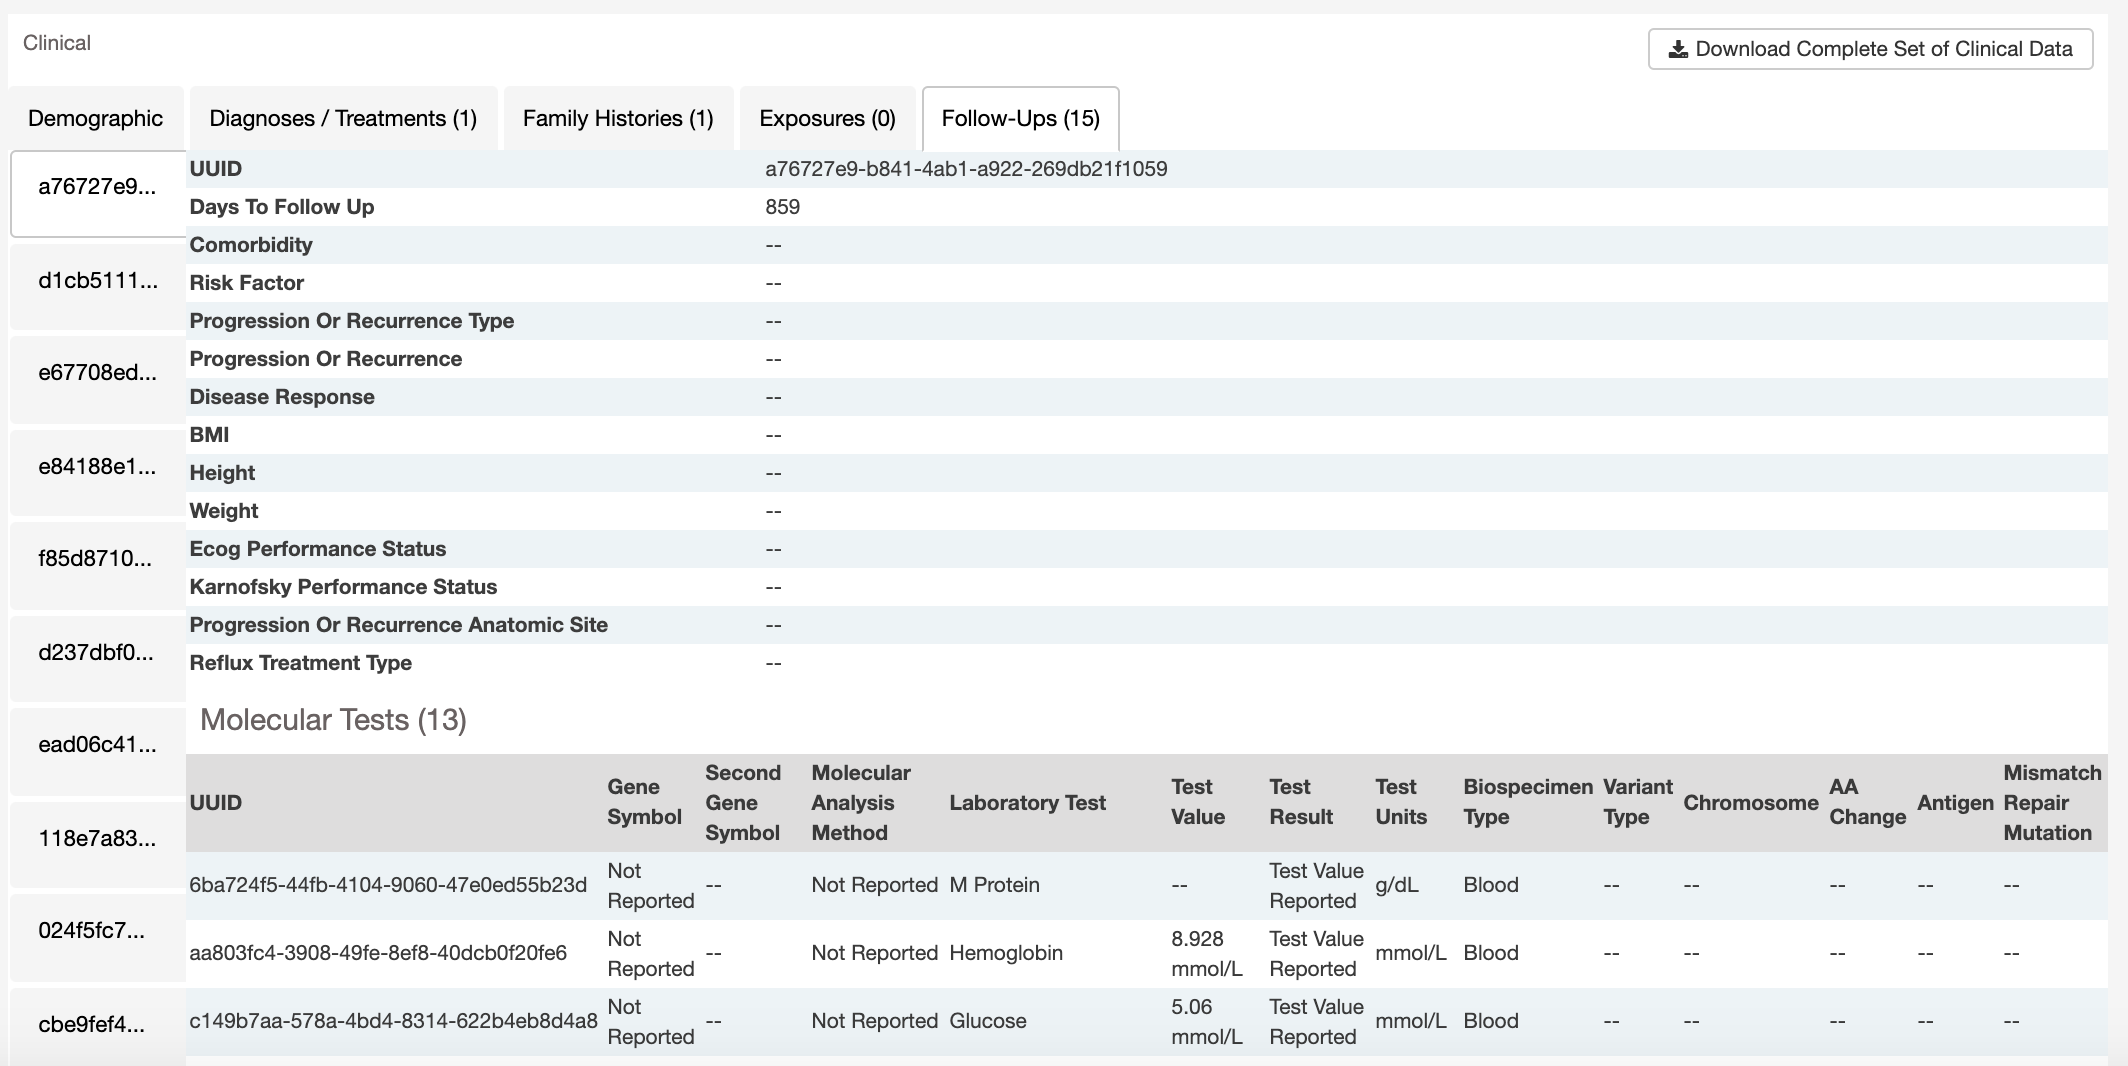 Clinical
Download Complete Set of Clinical Data
Demographic Diagnoses / Treatments (1) Family Histories (1) Exposures (0) Follow-Ups (15)
a76727e9...
d1cb5111...
e67708ed...
e84188e1...
f85d8710...
d237dbf0...
ead06c41...
118e7a83...
024f5fc7...
cbe9fef4...
UUID a76727e9-b841-4ab1-a922-269db21f1059
Days To Follow Up 859
Comorbidity --
Risk Factor --
Progression Or Recurrence Type --
Progression Or Recurrence --
Disease Response --
BMI --
Height --
Weight --
Ecog Performance Status --
Karnofsky Performance Status --
Progression Or Recurrence Anatomic Site --
Reflux Treatment Type --
Molecular Tests (13)
UUID Gene Symbol Second Gene Symbol Molecular Analysis Method Laboratory Test Test Value Test Result Test Units Biospecimen Type Variant Type Chromosome AA Change Antigen Mismatch Repair Mutation
6ba724f5-44fb-4104-9060-47e0ed55b23d Not Reported -- Not Reported M Protein -- Test Value Reported g/dL Blood -- -- -- -- --
aa803fc4-3908-49fe-8ef8-40dcb0f20fe6 Not Reported -- Not Reported Hemoglobin 8.928 mmol/L Test Value Reported mmol/L Blood -- -- -- -- --
c149b7aa-578a-4bd4-8314-622b4eb8d4a8 Not Reported -- Not Reported Glucose 5.06 mmol/L Test Value Reported mmol/L Blood -- -- -- -- --